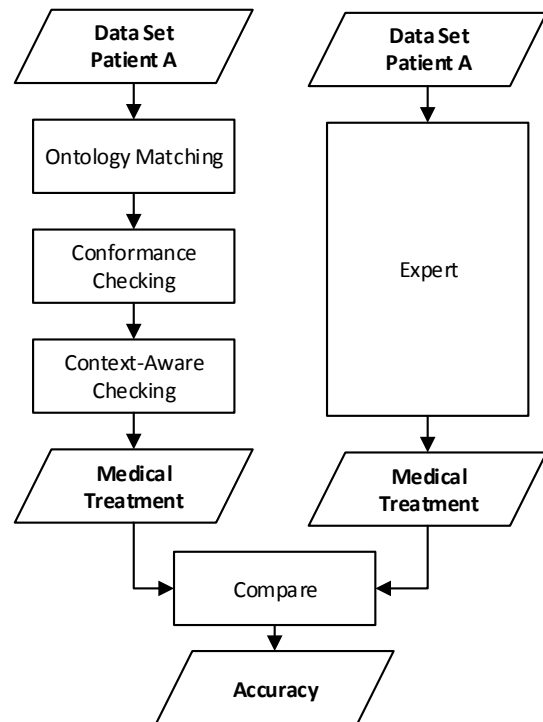 Data Set
Patient A
Data Set
Patient A
Ontology Matching
Conformance
Checking
Expert
Context-Aware
Checking
Medical
Treatment
Medical
Treatment
Compare
Accuracy